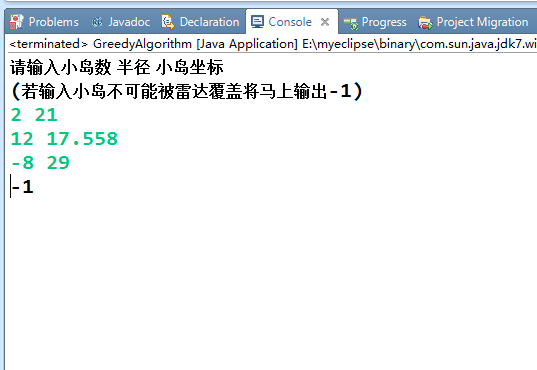 Problems Javadoc Declaration Console Progress Project Migration
<terminated> GreedyAlgorithm [Java Application] E:\myeclipse\binary\com.sun.java.jdk7.wi
请输入小岛数 半径 小岛坐标
(若输入小岛不可能被雷达覆盖将马上输出-1)
2 21
12 17.558
-8 29
-1